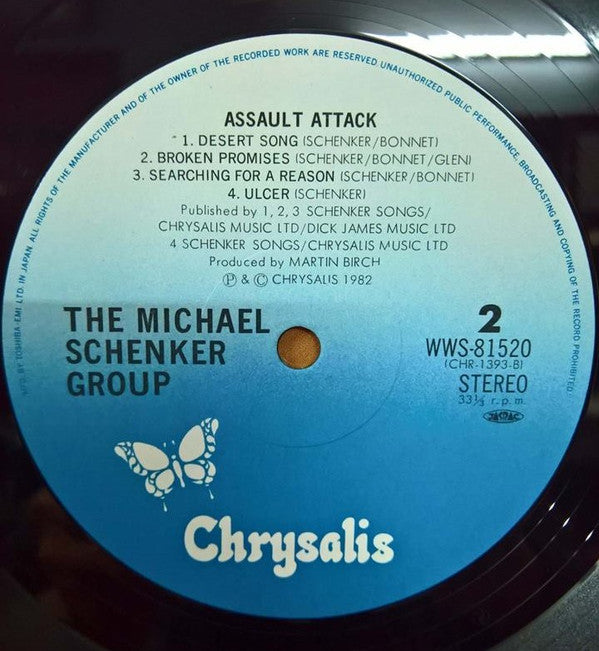 MFD. BY TOSHIBA-EMI LTD. IN JAPAN. ALL RIGHTS OF THE MANUFACTURER AND OF THE OWNER OF THE RECORDED WORK ARE RESERVED. UNAUTHORIZED PUBLIC PERFORMANCE, BROADCASTING AND COPYING OF THE RECORD PROHIBITED
ASSAULT ATTACK
1. DESERT SONG (SCHENKER/BONNET)
2. BROKEN PROMISES (SCHENKER/BONNET/GLEN)
3. SEARCHING FOR A REASON (SCHENKER/BONNET)
4. ULCER (SCHENKER)
Published by 1, 2, 3 SCHENKER SONGS/
CHRYSALIS MUSIC LTD/DICK JAMES MUSIC LTD
4 SCHENKER SONGS/CHRYSALIS MUSIC LTD
Produced by MARTIN BIRCH
Ⓟ & © CHRYSALIS 1982
THE MICHAEL
SCHENKER
GROUP
2
WWS-81520
(CHR-1393-B)
STEREO
33⅓ r.p.m.
JASRAC
Chrysalis